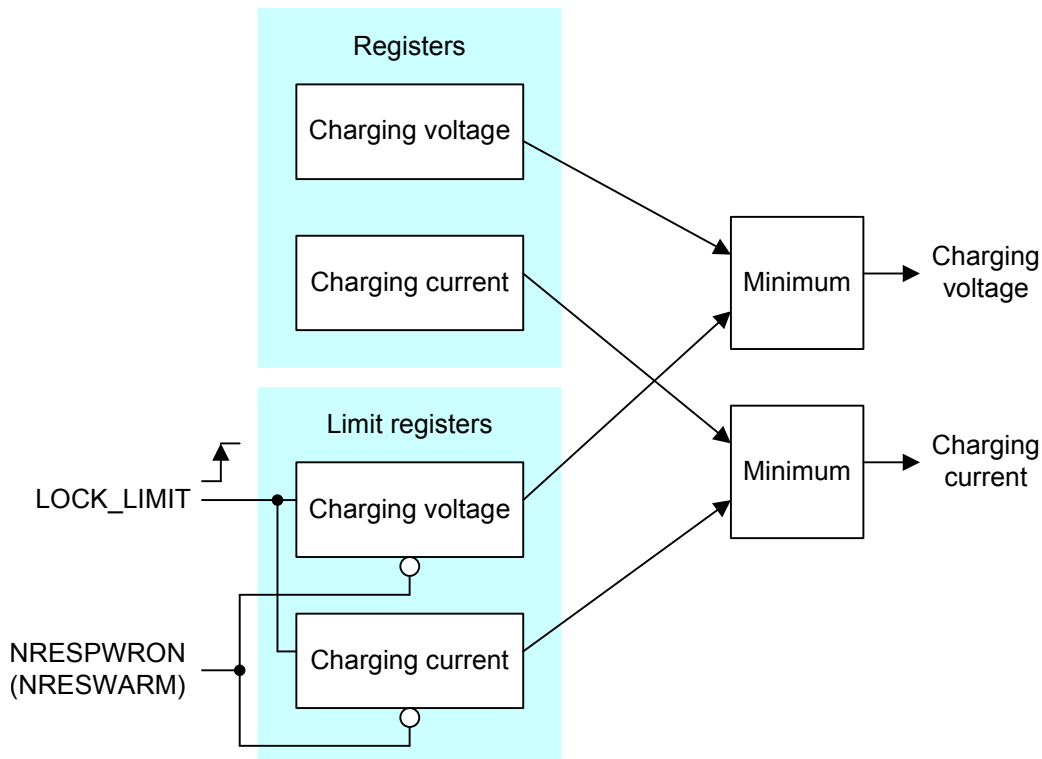 Registers
Charging voltage
Charging current
Minimum
Charging
voltage
Limit registers
LOCK_LIMIT
Charging voltage
Minimum
Charging
current
NRESPWRON
(NRESWARM)
Charging current